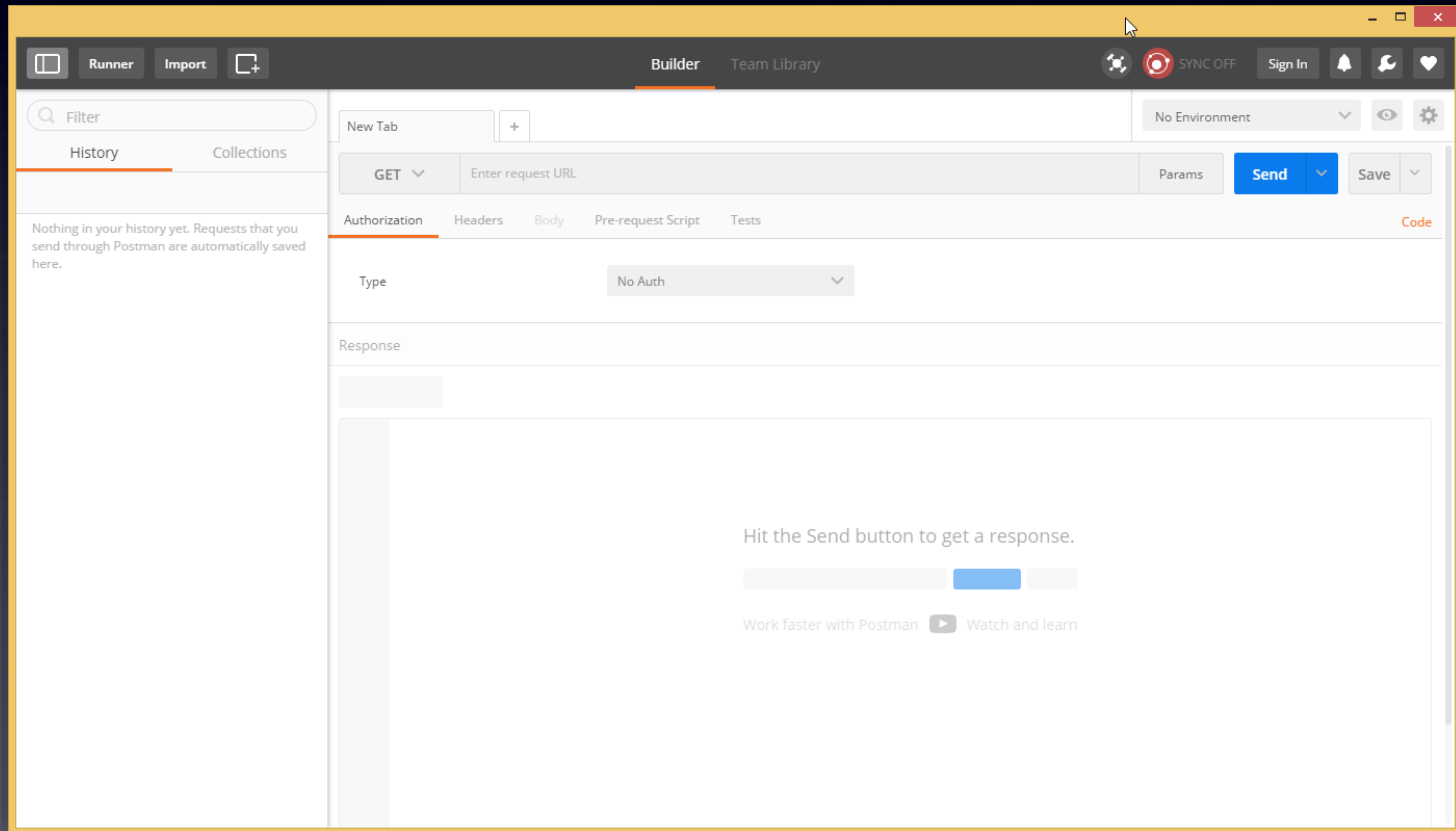 Runner Import Builder Team Library SYNC OFF Sign In
Filter
History Collections
Nothing in your history yet. Requests that you
send through Postman are automatically saved
here.
New Tab + No Environment
GET Enter request URL Params Send Save
Authorization Headers Body Pre-request Script Tests Code
Type No Auth
Response
Hit the Send button to get a response.
Work faster with Postman Watch and learn